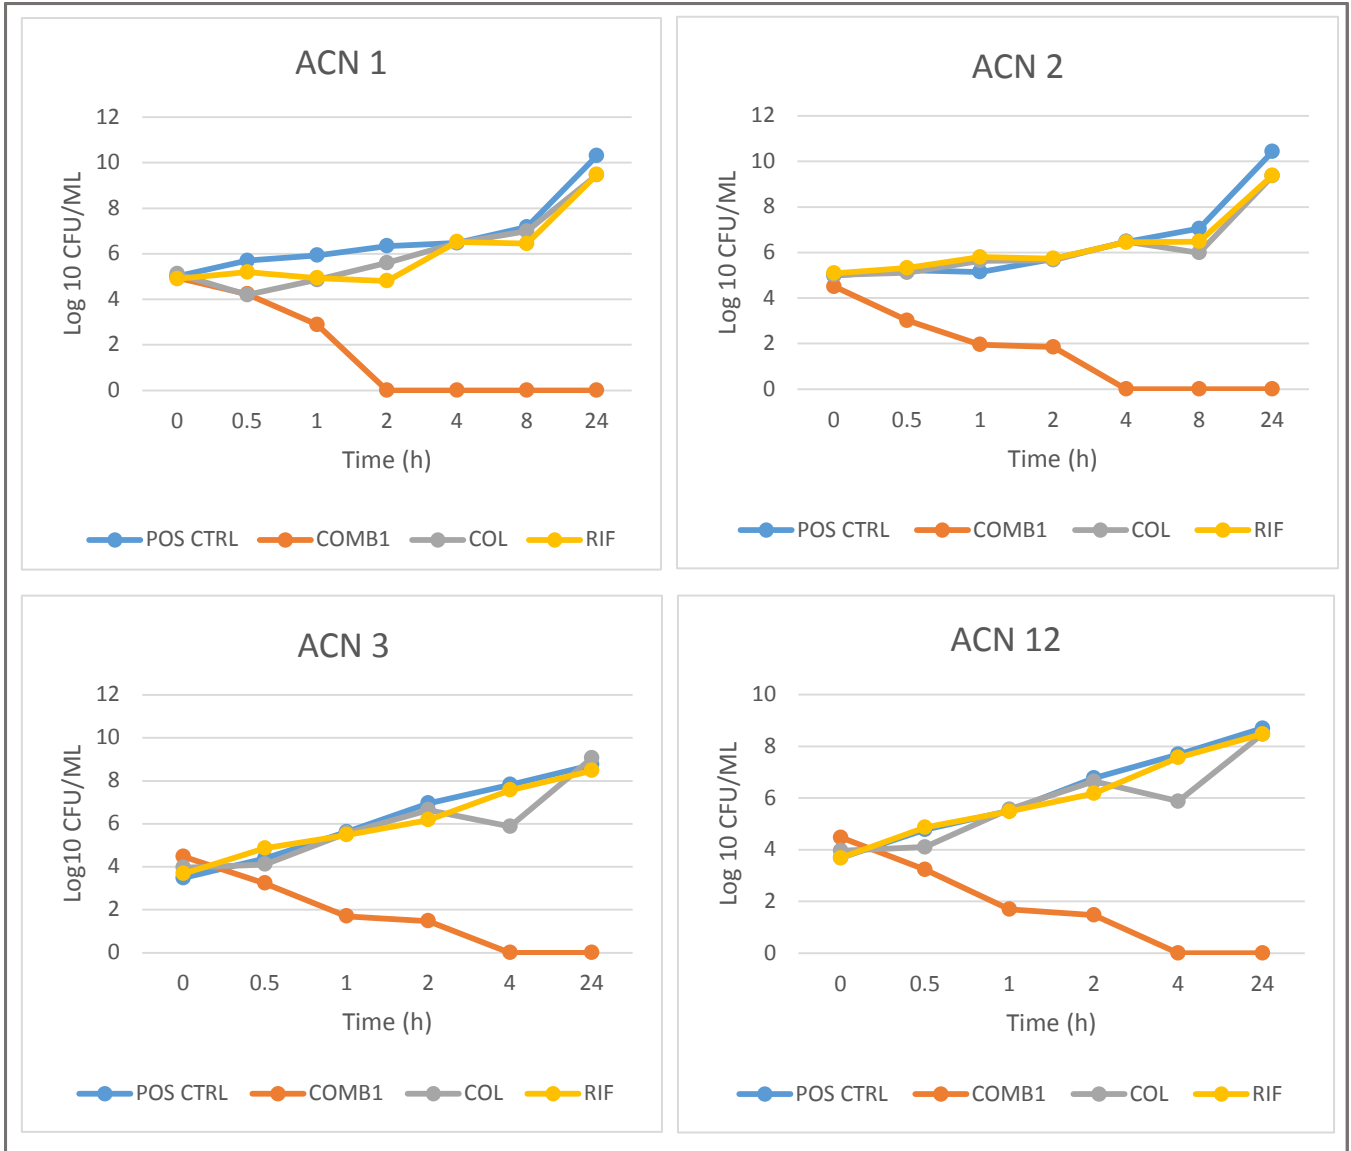 ACN 1
Log 10 CFU/ML
12
10
8
6
4
2
0
0 0.5 1 2 4 8 24
Time (h)
POS CTRL COMB1 COL RIF
ACN 2
Log 10 CFU/ML
12
10
8
6
4
2
0
0 0.5 1 2 4 8 24
Time (h)
POS CTRL COMB1 COL RIF
ACN 3
Log10 CFU/ML
12
10
8
6
4
2
0
0 0.5 1 2 4 24
Time (h)
POS CTRL COMB1 COL RIF
ACN 12
Log 10 CFU/ML
10
8
6
4
2
0
0 0.5 1 2 4 24
Time (h)
POS CTRL COMB1 COL RIF